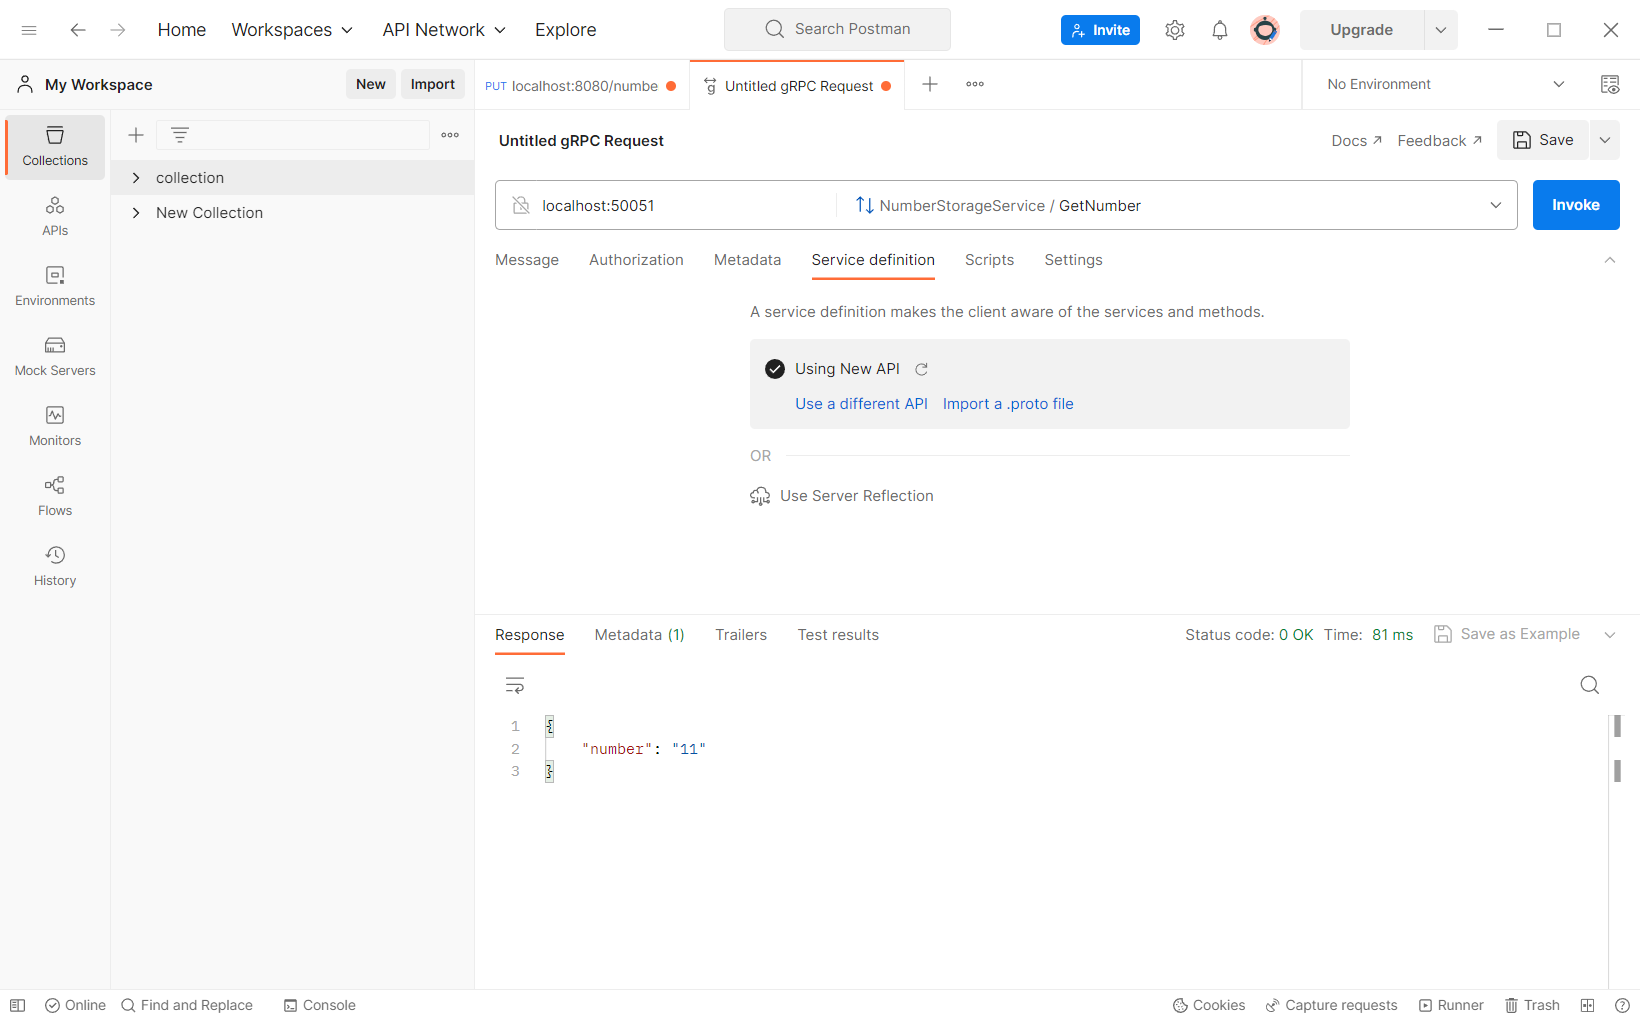 Home
Workspaces
API Network
Explore
Search Postman
Invite
Upgrade
My Workspace
New
Import
PUT localhost:8080/numbe
Untitled gRPC Request
No Environment
Collections
APIs
Environments
Mock Servers
Monitors
Flows
History
collection
New Collection
Untitled gRPC Request
Docs
Feedback
Save
localhost:50051
NumberStorageService / GetNumber
Invoke
Message
Authorization
Metadata
Service definition
Scripts
Settings
A service definition makes the client aware of the services and methods.
Using New API
Use a different API
Import a .proto file
OR
Use Server Reflection
Response
Metadata (1)
Trailers
Test results
Status code: 0 OK
Time: 81 ms
Save as Example
1 {
2 "number": "11"
3 }
Online
Find and Replace
Console
Cookies
Capture requests
Runner
Trash